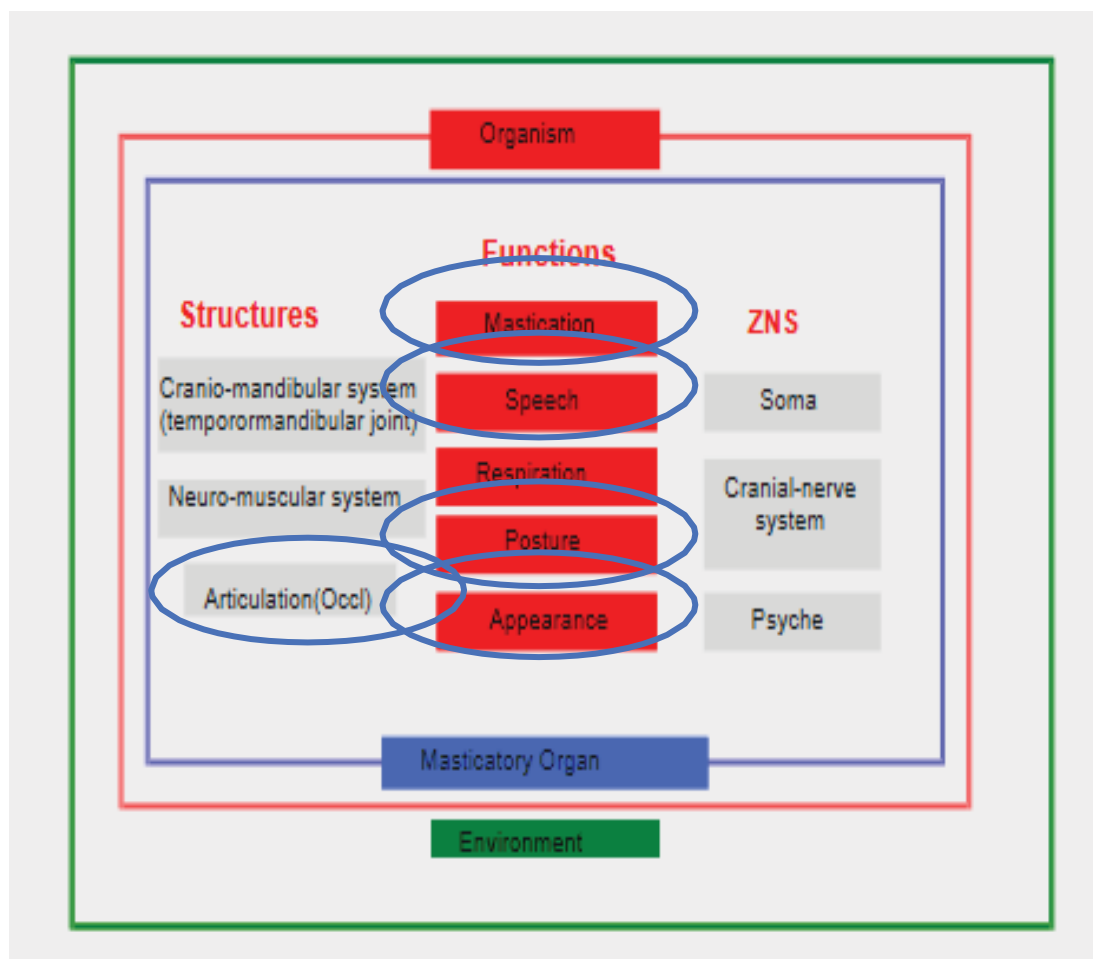 Organism
Functions
Structures
Mastication
ZNS
Cranio-mandibular system
(temporormandibular joint)
Speech
Soma
Neuro-muscular system
Respiration
Cranial-nerve
system
Posture
Articulation(Occl)
Appearance
Psyche
Masticatory Organ
Environment